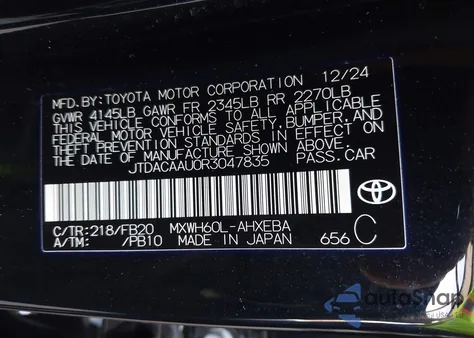 MFD.BY:TOYOTA MOTOR CORPORATION 12/24
GVWR 4145LB GAWR FR 2345LB RR 2270LB
THIS VEHICLE CONFORMS TO ALL APPLICABLE
FEDERAL MOTOR VEHICLE SAFETY, BUMPER, AND
THEFT PREVENTION STANDARDS IN EFFECT ON THE
DATE OF MANUFACTURE SHOWN ABOVE.
JTDACAAU0R3047835 PASS.CAR
C/TR:218/FB20 MXWH60L-AHXEBA
A/TM: /PB10 MADE IN JAPAN 656 C
TOYOTA
autoSnap